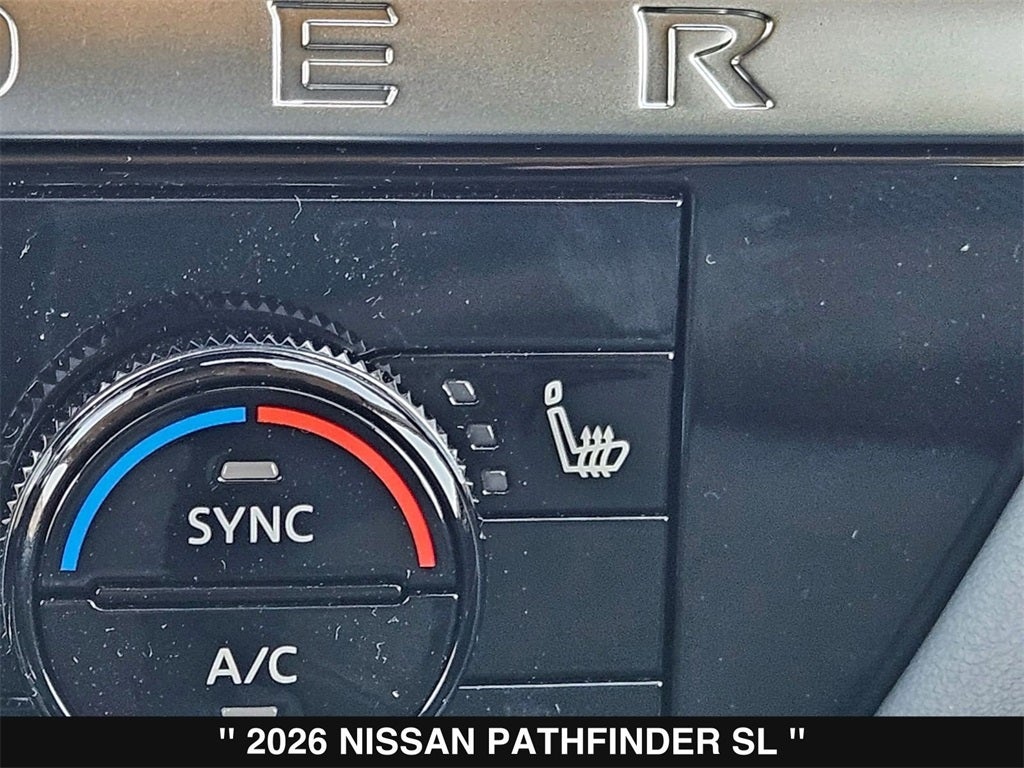 D E R
SYNC
A/C
" 2026 NISSAN PATHFINDER SL "